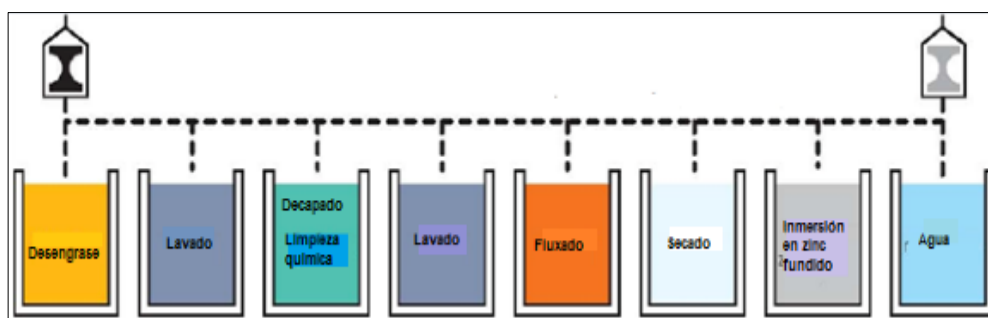 Desengrase
Lavado
Decapado
Limpieza
química
Lavado
Fluxado
Secado
Inmersión
en zinc
fundido
Agua